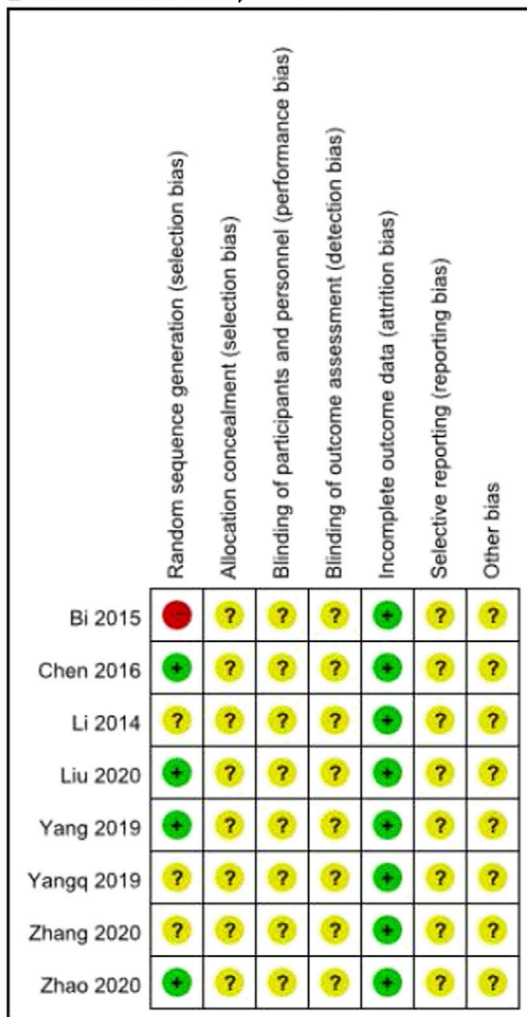 Random sequence generation (selection bias)
Allocation concealment (selection bias)
Blinding of participants and personnel (performance bias)
Blinding of outcome assessment (detection bias)
Incomplete outcome data (attrition bias)
Selective reporting (reporting bias)
Other bias
Bi 2015 ? ? ? + ? ?
Chen 2016 + ? ? ? + ? ?
Li 2014 ? ? ? ? + ? ?
Liu 2020 + ? ? ? + ? ?
Yang 2019 + ? ? ? + ? ?
Yangq 2019 ? ? ? ? + ? ?
Zhang 2020 ? ? ? ? + ? ?
Zhao 2020 + ? ? ? + ? ?